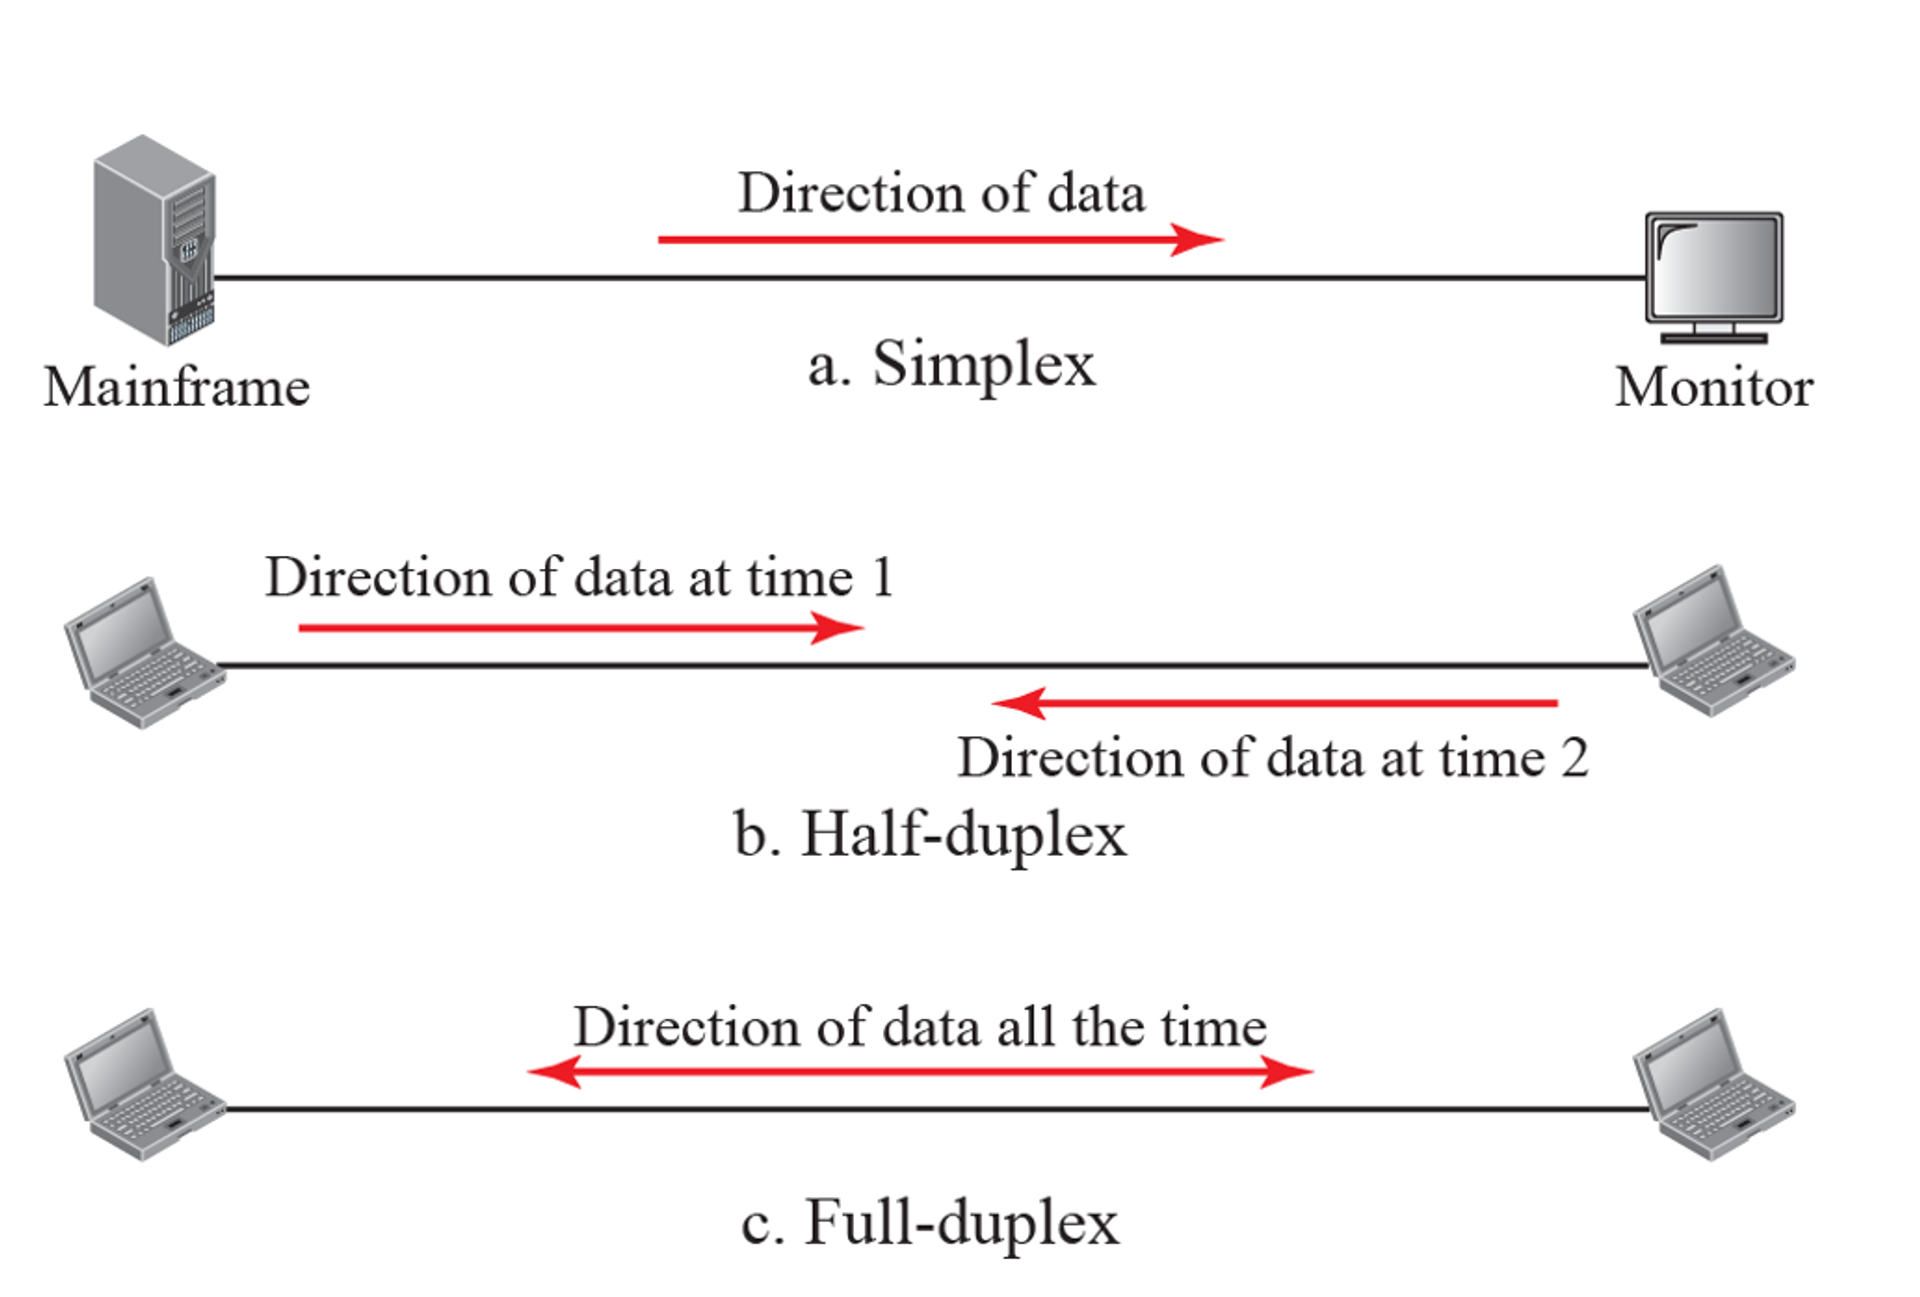 Direction of data
Mainframe
a. Simplex
Monitor
Direction of data at time 1
Direction of data at time 2
b. Half-duplex
Direction of data all the time
c. Full-duplex